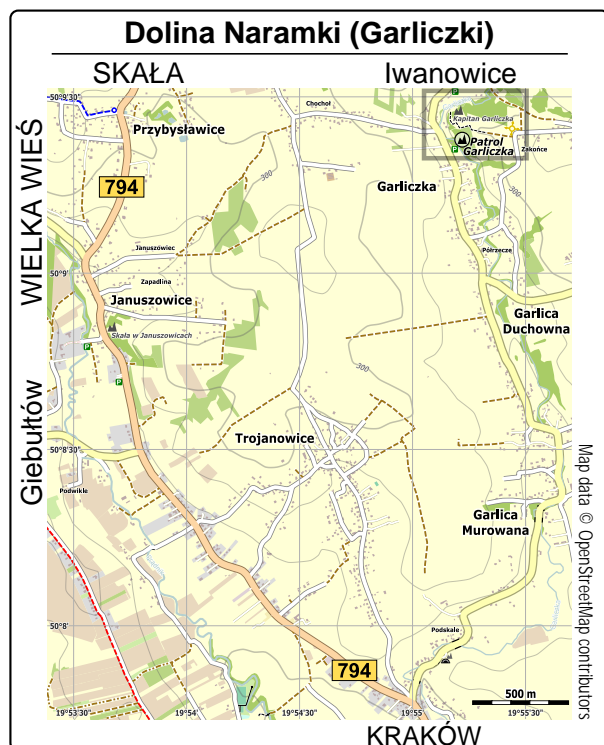 Dolina Naramki (Garliczki)
SKAŁA
Iwanowice
50°9'30"
Chochoł
Kapitan Garliczka
Przybysławice
Patrol
Garliczka
Zakońce
794
300
Garliczka
WIELKA WIEŚ
Januszowiec
Półrzecze
50°9'
Zapadlina
Januszowice
Garlica
Duchowna
Skała w Januszowicach
300
Giebułtów
Trojanowice
50°8'30"
Podwikle
Garlica
Murowana
Map data © OpenStreetMap contributors
50°8'
Podskale
794
500 m
19°53'30"
19°54'
19°54'30"
19°55'
19°55'30"
KRAKÓW